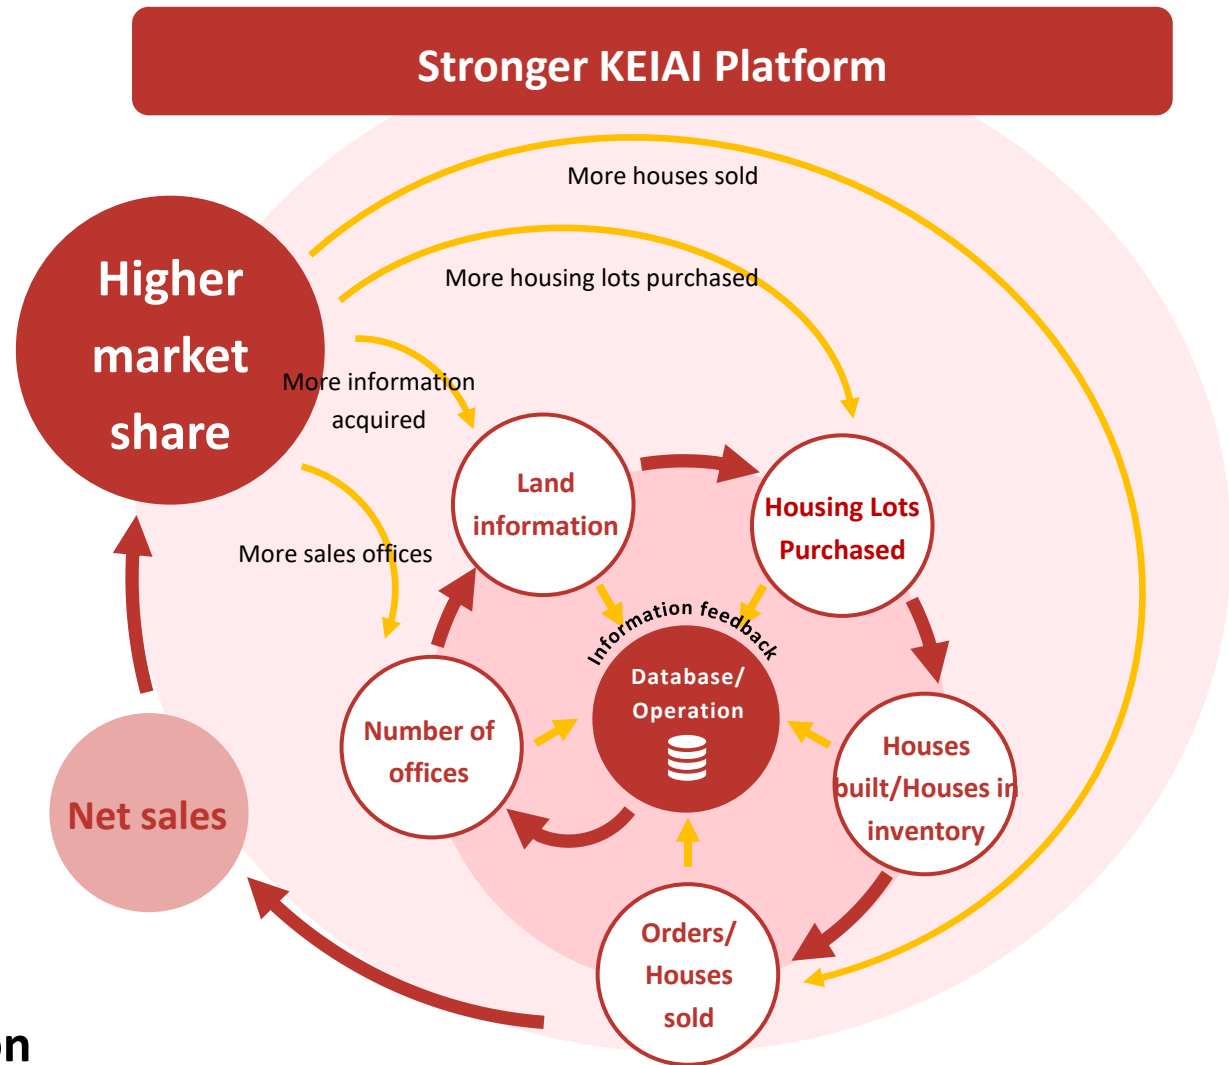 Stronger KEIAI Platform
More houses sold
More housing lots purchased
Higher
market
share
More information
acquired
More sales offices
Land
information
Housing Lots
Purchased
Information feedback
Database/
Operation
Number of
offices
Houses
built/Houses in
inventory
Net sales
Orders/
Houses
sold